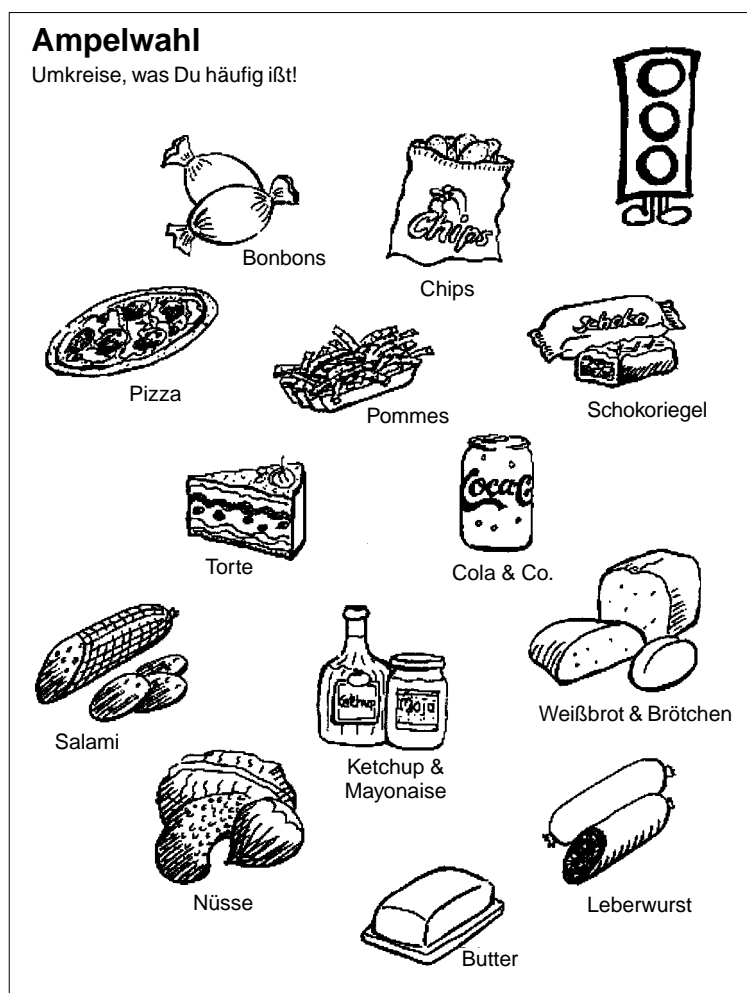 Ampelwahl
Umkreise, was Du häufig ißt!
Bonbons
Chips
Chips
Pizza
Pommes
Schoko
Schokoriegel
Torte
Coca C
Cola & Co.
Salami
Ketchup
Maja
Ketchup &
Mayonaise
Weißbrot & Brötchen
Nüsse
Leberwurst
Butter